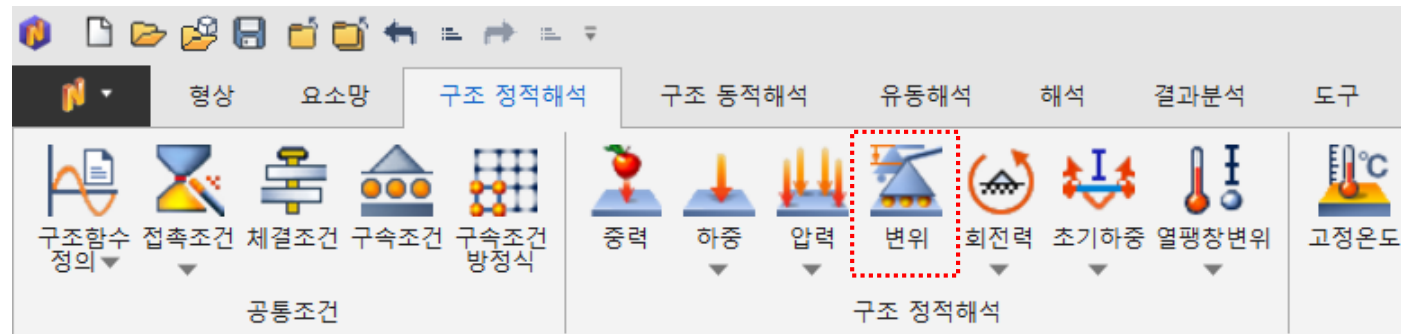 형상 요소망 구조 정적해석 구조 동적해석 유동해석 해석 결과분석 도구
구조함수 접촉조건 체결조건 구속조건 구속조건 중력 하중 압력 변위 회전력 초기하중 열팽창변위 고정온도
정의 방정식
공통조건 구조 정적해석